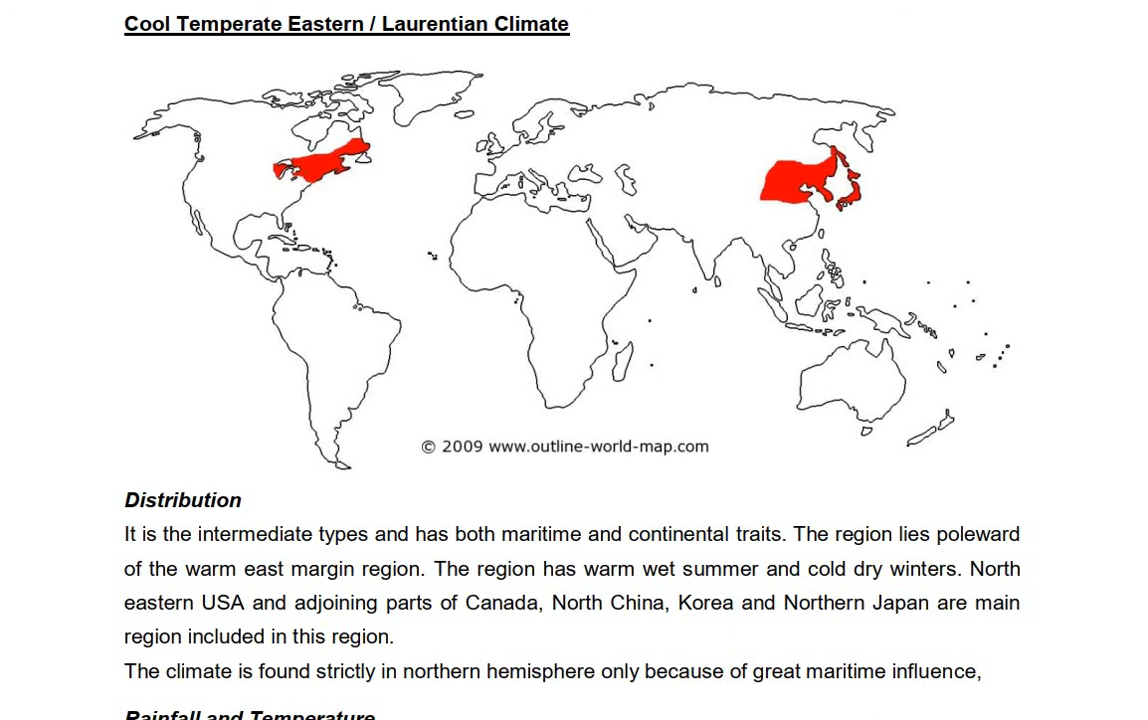 Cool Temperate Eastern / Laurentian Climate
© 2009 www.outline-world-map.com
Distribution
It is the intermediate types and has both maritime and continental traits. The region lies poleward
of the warm east margin region. The region has warm wet summer and cold dry winters. North
eastern USA and adjoining parts of Canada, North China, Korea and Northern Japan are main
region included in this region.
The climate is found strictly in northern hemisphere only because of great maritime influence,
Rainfall and Temperature